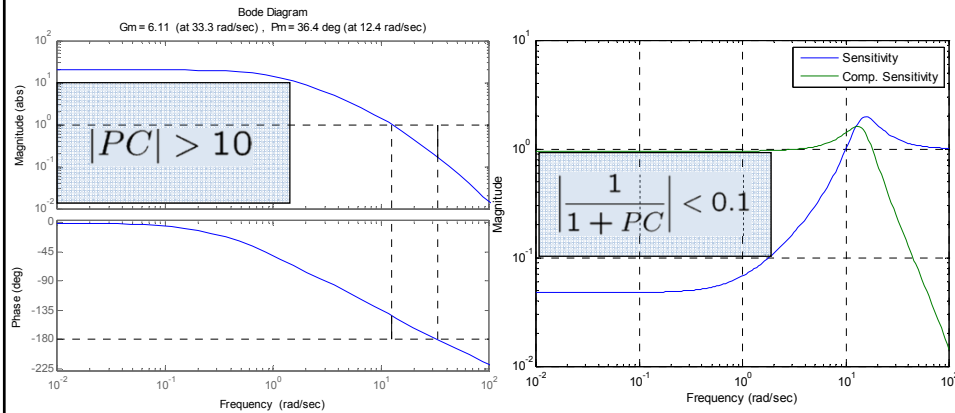 Bode Diagram
Gm = 6.11 (at 33.3 rad/sec) , Pm = 36.4 deg (at 12.4 rad/sec)
Magnitude (abs)
10^2
10^1
10^0
10^-1
10^-2
|PC| > 10
Phase (deg)
0
-45
-90
-135
-180
-225
10^-2
10^-1
10^0
10^1
10^2
Frequency (rad/sec)
Magnitude
10^1
10^0
10^-1
10^-2
Sensitivity
Comp. Sensitivity
|1/(1 + PC)| < 0.1
10^-2
10^-1
10^0
10^1
Frequency (rad/sec)